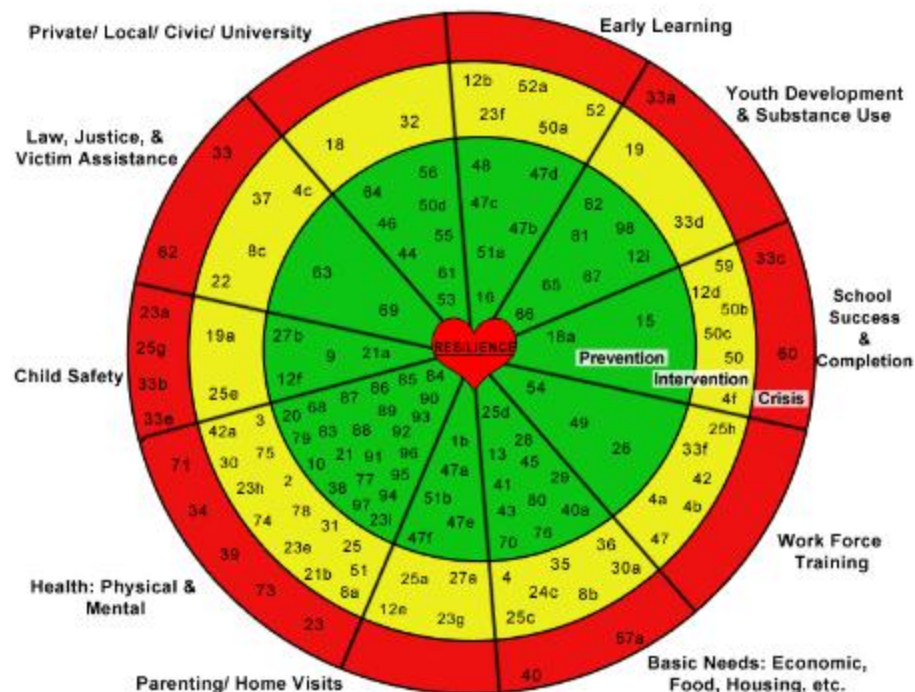 Private/ Local/ Civic/ University
Early Learning
Youth Development
& Substance Use
Law, Justice, &
Victim Assistance
School
Success
&
Completion
Child Safety
Work Force
Training
Health: Physical &
Mental
Parenting/ Home Visits
Basic Needs: Economic,
Food, Housing, etc.
RESILIENCE
Prevention
Intervention
Crisis
12b 52a 52
23f 50a
48 47d
47c 47b
51a
16
33a
19
33d
82 98
81 12i
65 67
66
33c
60
59
12d 50b
50c
50
4f
15
18a
25h
33f
42
4a 4b
47
54
49
26
57a
40
36
35 30a
4 24c 8b
25c
25d
28
13 45 29
41 80 40a
43 76
70
25a 27e
12e 23g
1b
47a
51b 47e
47f
71
34
39
73
23
42a 3
30 75
23h 2
74 78
31
23e 25
21b 51
8a
84
85
86 90
87 89 93
68 88 92
20 83 91 96
79 21 77 95
10 38 94
97
23i
23a
25g
33b
33e
19a
25e
27b
9 21a
12f
33
62
37 4c
8c
22
63
69
18 32
64 56
50d
46 55
44 61
53